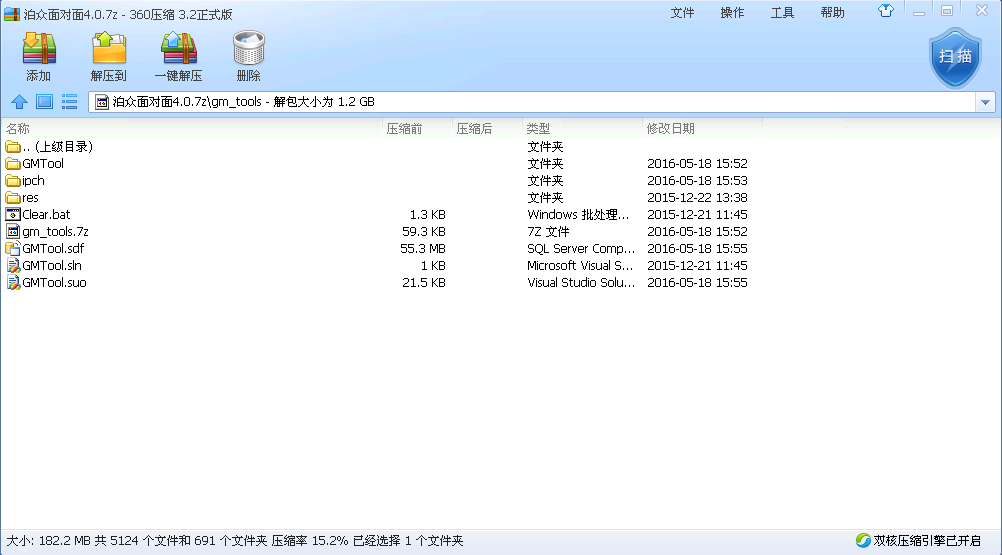 泊众面对面4.0.7z - 360压缩 3.2正式版 文件 操作 工具 帮助
添加 解压到 一键解压 删除 扫描
泊众面对面4.0.7z\gm_tools - 解包大小为 1.2 GB
名称 压缩前 压缩后 类型 修改日期
.. (上级目录) 文件夹
GMTool 文件夹 2016-05-18 15:52
ipch 文件夹 2016-05-18 15:53
res 文件夹 2015-12-22 13:38
Clear.bat 1.3 KB Windows 批处理... 2015-12-21 11:45
gm_tools.7z 59.3 KB 7Z 文件 2016-05-18 15:52
GMTool.sdf 55.3 MB SQL Server Comp... 2016-05-18 15:55
GMTool.sln 1 KB Microsoft Visual S... 2015-12-21 11:45
GMTool.suo 21.5 KB Visual Studio Solu... 2016-05-18 15:55
大小: 182.2 MB 共 5124 个文件和 691 个文件夹 压缩率 15.2% 已经选择 1 个文件夹 双核压缩引擎已开启